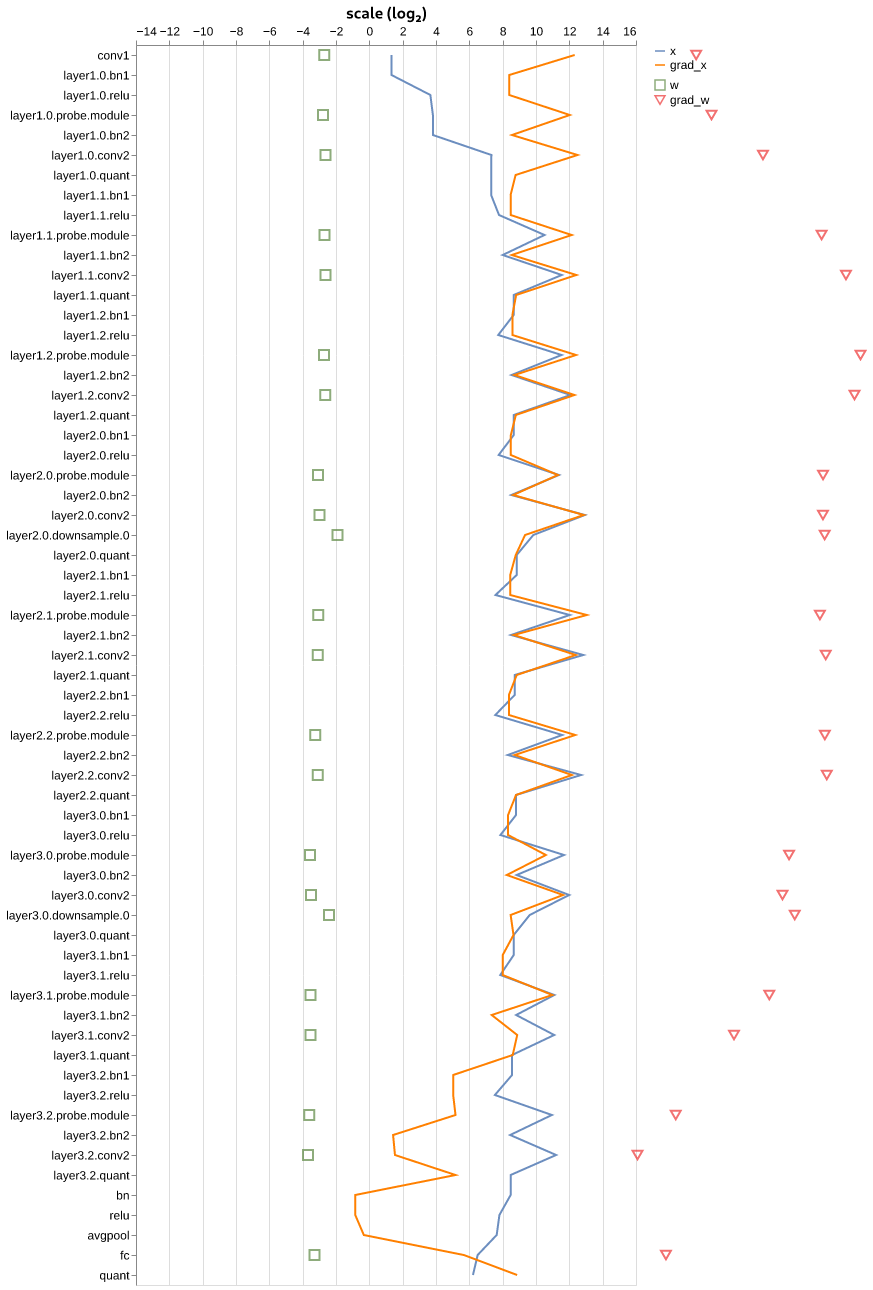 scale (log₂)
−14 −12 −10 −8 −6 −4 −2 0 2 4 6 8 10 12 14 16
x
grad_x
w
grad_w
conv1
layer1.0.bn1
layer1.0.relu
layer1.0.probe.module
layer1.0.bn2
layer1.0.conv2
layer1.0.quant
layer1.1.bn1
layer1.1.relu
layer1.1.probe.module
layer1.1.bn2
layer1.1.conv2
layer1.1.quant
layer1.2.bn1
layer1.2.relu
layer1.2.probe.module
layer1.2.bn2
layer1.2.conv2
layer1.2.quant
layer2.0.bn1
layer2.0.relu
layer2.0.probe.module
layer2.0.bn2
layer2.0.conv2
layer2.0.downsample.0
layer2.0.quant
layer2.1.bn1
layer2.1.relu
layer2.1.probe.module
layer2.1.bn2
layer2.1.conv2
layer2.1.quant
layer2.2.bn1
layer2.2.relu
layer2.2.probe.module
layer2.2.bn2
layer2.2.conv2
layer2.2.quant
layer3.0.bn1
layer3.0.relu
layer3.0.probe.module
layer3.0.bn2
layer3.0.conv2
layer3.0.downsample.0
layer3.0.quant
layer3.1.bn1
layer3.1.relu
layer3.1.probe.module
layer3.1.bn2
layer3.1.conv2
layer3.1.quant
layer3.2.bn1
layer3.2.relu
layer3.2.probe.module
layer3.2.bn2
layer3.2.conv2
layer3.2.quant
bn
relu
avgpool
fc
quant